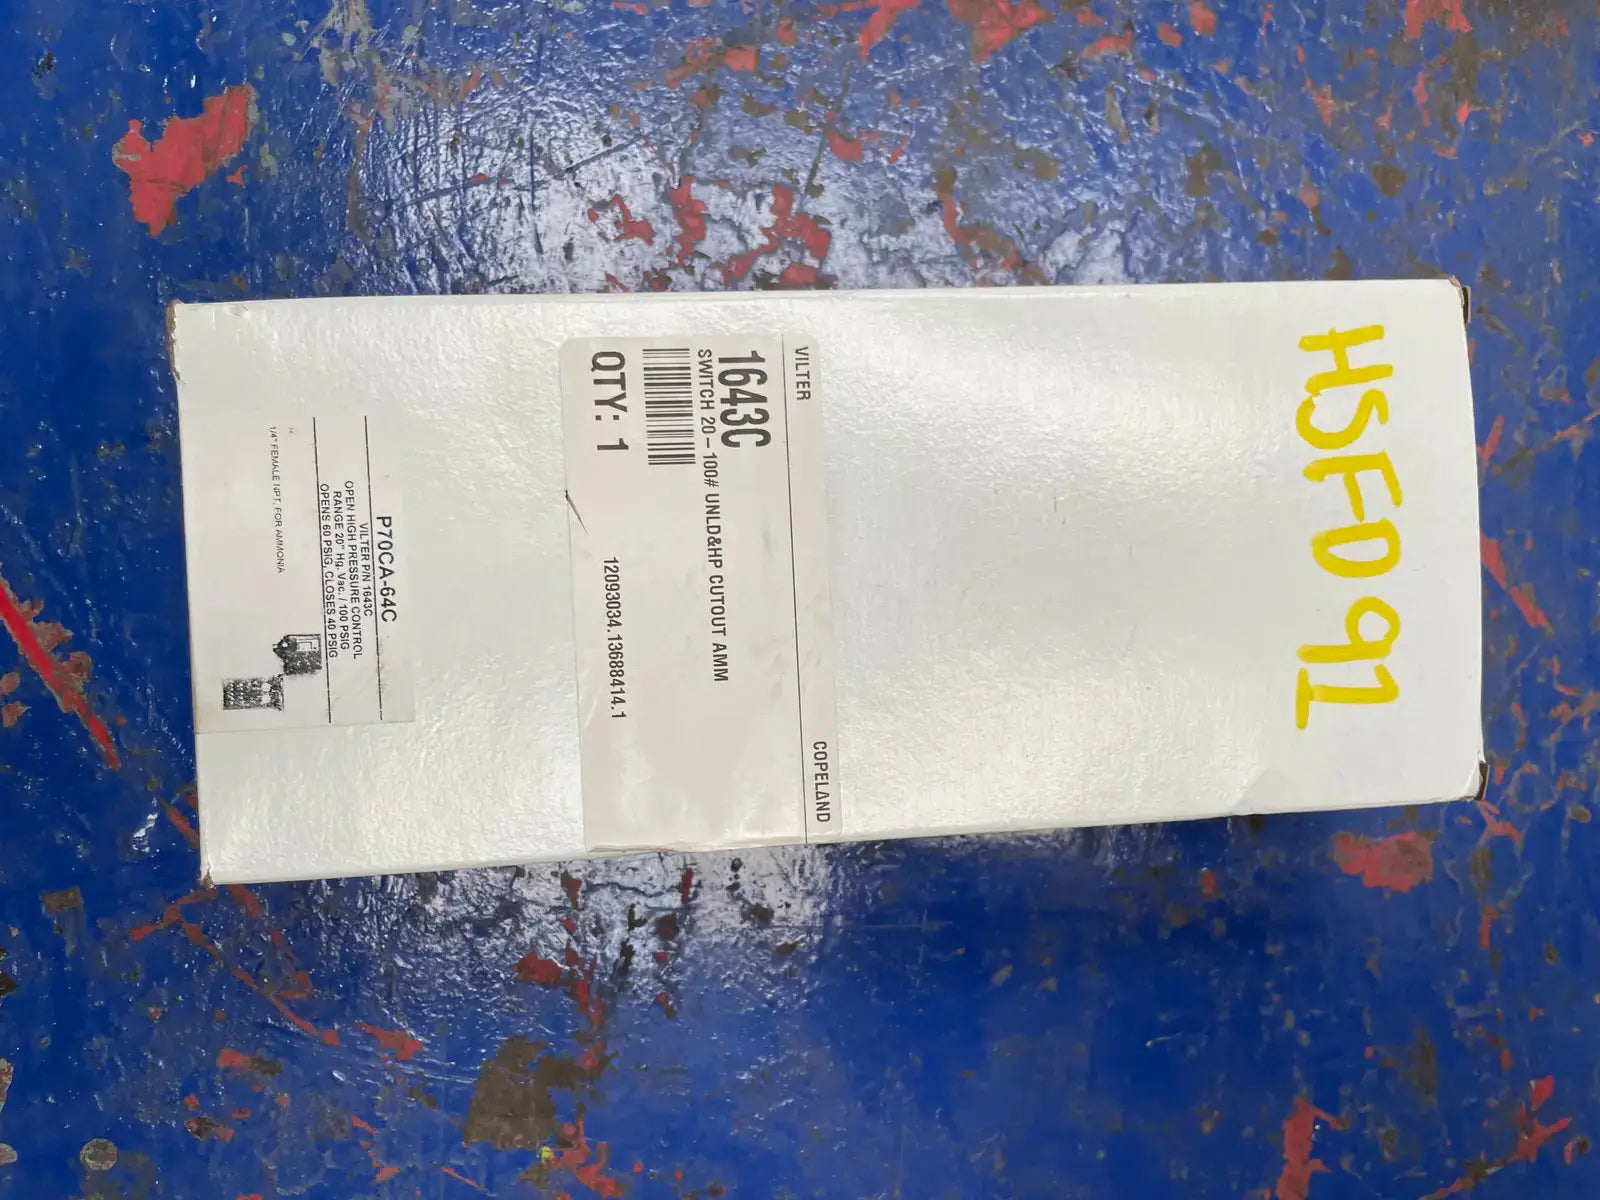 HSFD 91
VILTER COPELAND
1643C
SWITCH 20-100# UNLD&HP CUTOUT AMM
QTY: 1 12093034.13688414.1
P70CA-64C
VILTER P/N 1643C
OPEN HIGH PRESSURE CONTROL
RANGE 20" Hg. Vac. / 100 PSIG
OPENS 60 PSIG, CLOSES 40 PSIG
1/4" FEMALE NPT, FOR AMMONIA